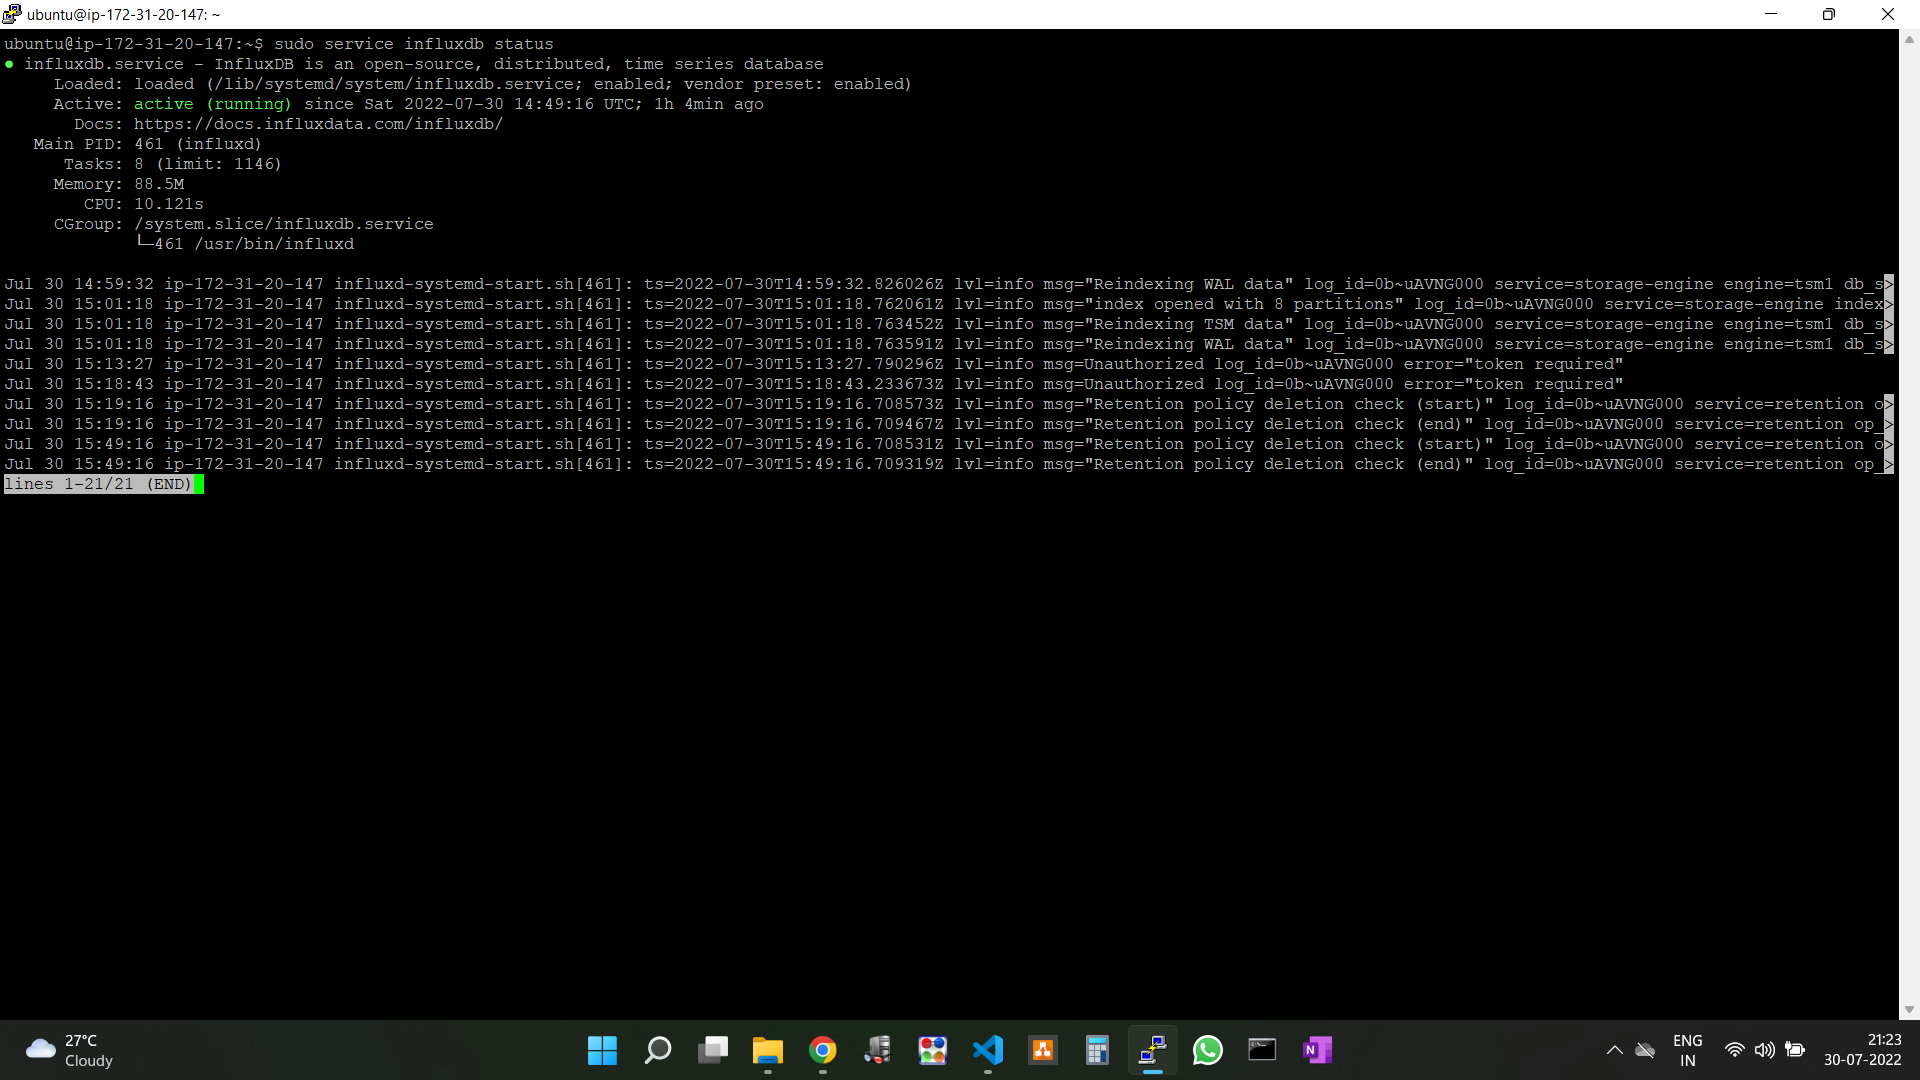 ubuntu@ip-172-31-20-147: ~
ubuntu@ip-172-31-20-147:~$ sudo service influxdb status
● influxdb.service - InfluxDB is an open-source, distributed, time series database
Loaded: loaded (/lib/systemd/system/influxdb.service; enabled; vendor preset: enabled)
Active: active (running) since Sat 2022-07-30 14:49:16 UTC; 1h 4min ago
Docs: https://docs.influxdata.com/influxdb/
Main PID: 461 (influxd)
Tasks: 8 (limit: 1146)
Memory: 88.5M
CPU: 10.121s
CGroup: /system.slice/influxdb.service
└─461 /usr/bin/influxd
Jul 30 14:59:32 ip-172-31-20-147 influxd-systemd-start.sh[461]: ts=2022-07-30T14:59:32.826026Z lvl=info msg="Reindexing WAL data" log_id=0b~uAVNG000 service=storage-engine engine=tsm1 db_s>
Jul 30 15:01:18 ip-172-31-20-147 influxd-systemd-start.sh[461]: ts=2022-07-30T15:01:18.762061Z lvl=info msg="index opened with 8 partitions" log_id=0b~uAVNG000 service=storage-engine index>
Jul 30 15:01:18 ip-172-31-20-147 influxd-systemd-start.sh[461]: ts=2022-07-30T15:01:18.763452Z lvl=info msg="Reindexing TSM data" log_id=0b~uAVNG000 service=storage-engine engine=tsm1 db_s>
Jul 30 15:01:18 ip-172-31-20-147 influxd-systemd-start.sh[461]: ts=2022-07-30T15:01:18.763591Z lvl=info msg="Reindexing WAL data" log_id=0b~uAVNG000 service=storage-engine engine=tsm1 db_s>
Jul 30 15:13:27 ip-172-31-20-147 influxd-systemd-start.sh[461]: ts=2022-07-30T15:13:27.790296Z lvl=info msg=Unauthorized log_id=0b~uAVNG000 error="token required"
Jul 30 15:18:43 ip-172-31-20-147 influxd-systemd-start.sh[461]: ts=2022-07-30T15:18:43.233673Z lvl=info msg=Unauthorized log_id=0b~uAVNG000 error="token required"
Jul 30 15:19:16 ip-172-31-20-147 influxd-systemd-start.sh[461]: ts=2022-07-30T15:19:16.708573Z lvl=info msg="Retention policy deletion check (start)" log_id=0b~uAVNG000 service=retention o>
Jul 30 15:19:16 ip-172-31-20-147 influxd-systemd-start.sh[461]: ts=2022-07-30T15:19:16.709467Z lvl=info msg="Retention policy deletion check (end)" log_id=0b~uAVNG000 service=retention op_>
Jul 30 15:49:16 ip-172-31-20-147 influxd-systemd-start.sh[461]: ts=2022-07-30T15:49:16.708531Z lvl=info msg="Retention policy deletion check (start)" log_id=0b~uAVNG000 service=retention o>
Jul 30 15:49:16 ip-172-31-20-147 influxd-systemd-start.sh[461]: ts=2022-07-30T15:49:16.709319Z lvl=info msg="Retention policy deletion check (end)" log_id=0b~uAVNG000 service=retention op_>
lines 1-21/21 (END)
27°C
Cloudy
ENG
IN
21:23
30-07-2022